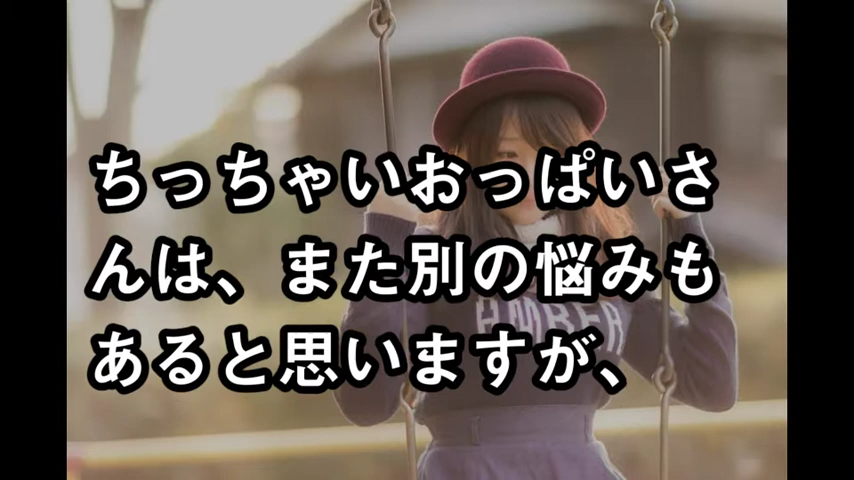 ちっちゃいおっぱいさ
んは、また別の悩みも
あると思いますが、